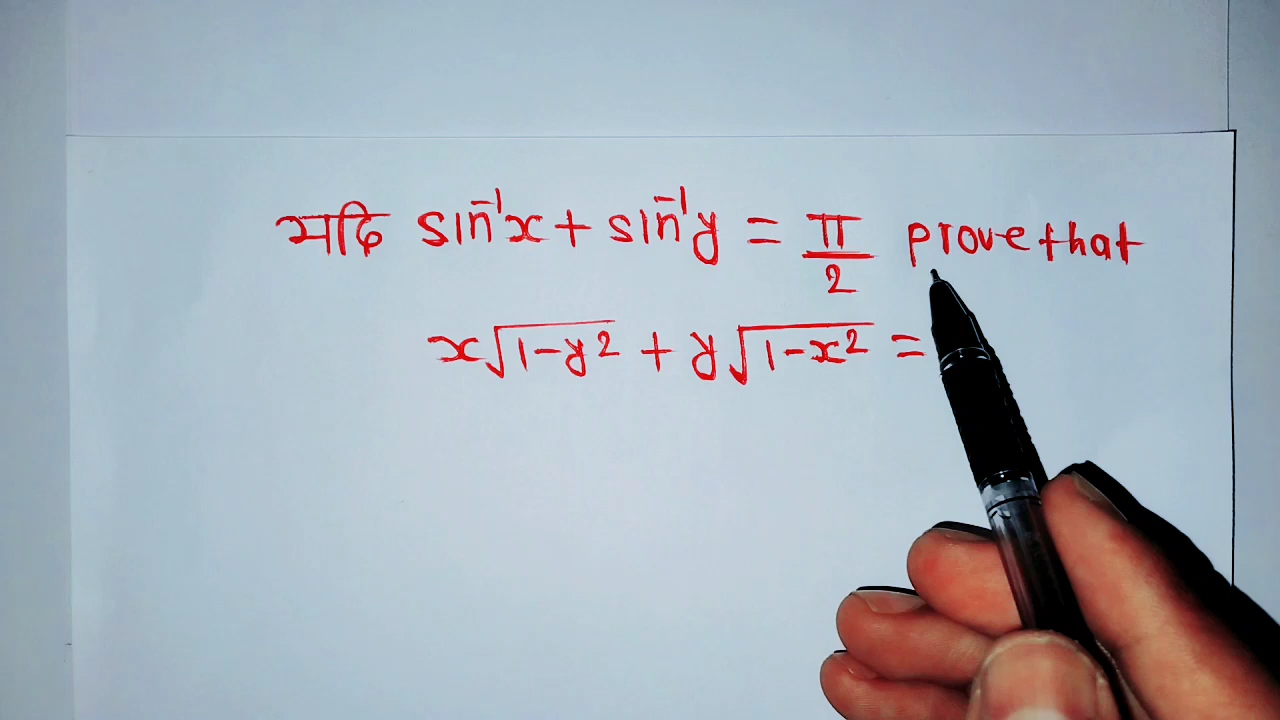 यदि sin⁻¹x + sin⁻¹y = π/2 prove that
x√(1-y²) + y√(1-x²) =